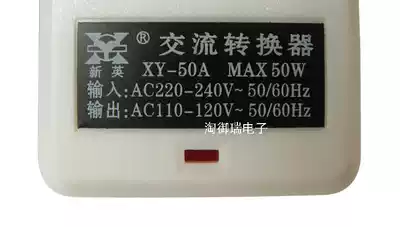 新英 ® 交流转换器
XY-50A MAX 50W
输入:AC220-240V~ 50/60Hz
输出:AC110-120V~ 50/60Hz
淘御瑞电子